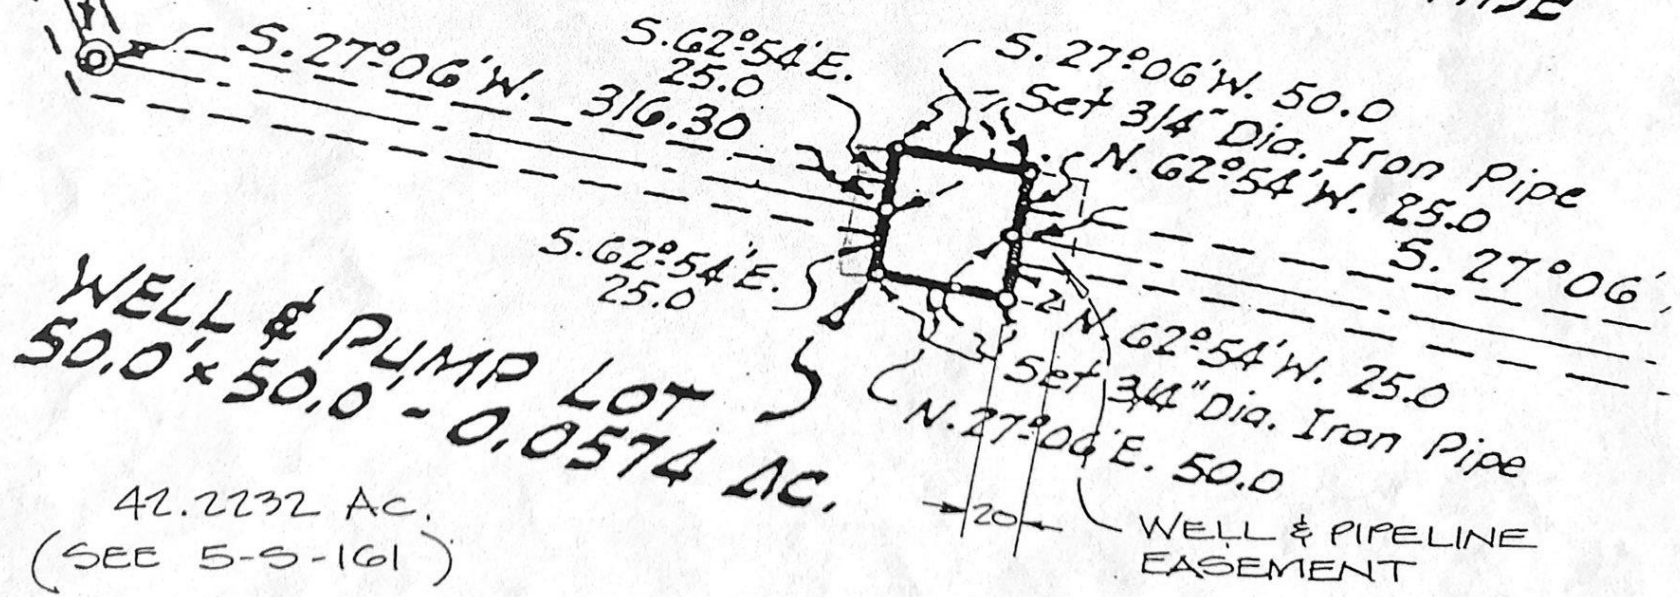 S. 27°06'W. 316.30
S. 62°54'E.
25.0
S. 27°06'W. 50.0
Set 3/4" Dia. Iron Pipe
N. 62°54'W. 25.0
S. 27°06'
S. 62°54'E.
25.0
N. 62°54'W. 25.0
Set 3/4" Dia. Iron Pipe
N. 27°06'E. 50.0
WELL & PUMP LOT
50.0' x 50.0' - 0.0574 AC.
42.2232 AC.
(SEE 5-S-161)
20
WELL & PIPELINE
EASEMENT